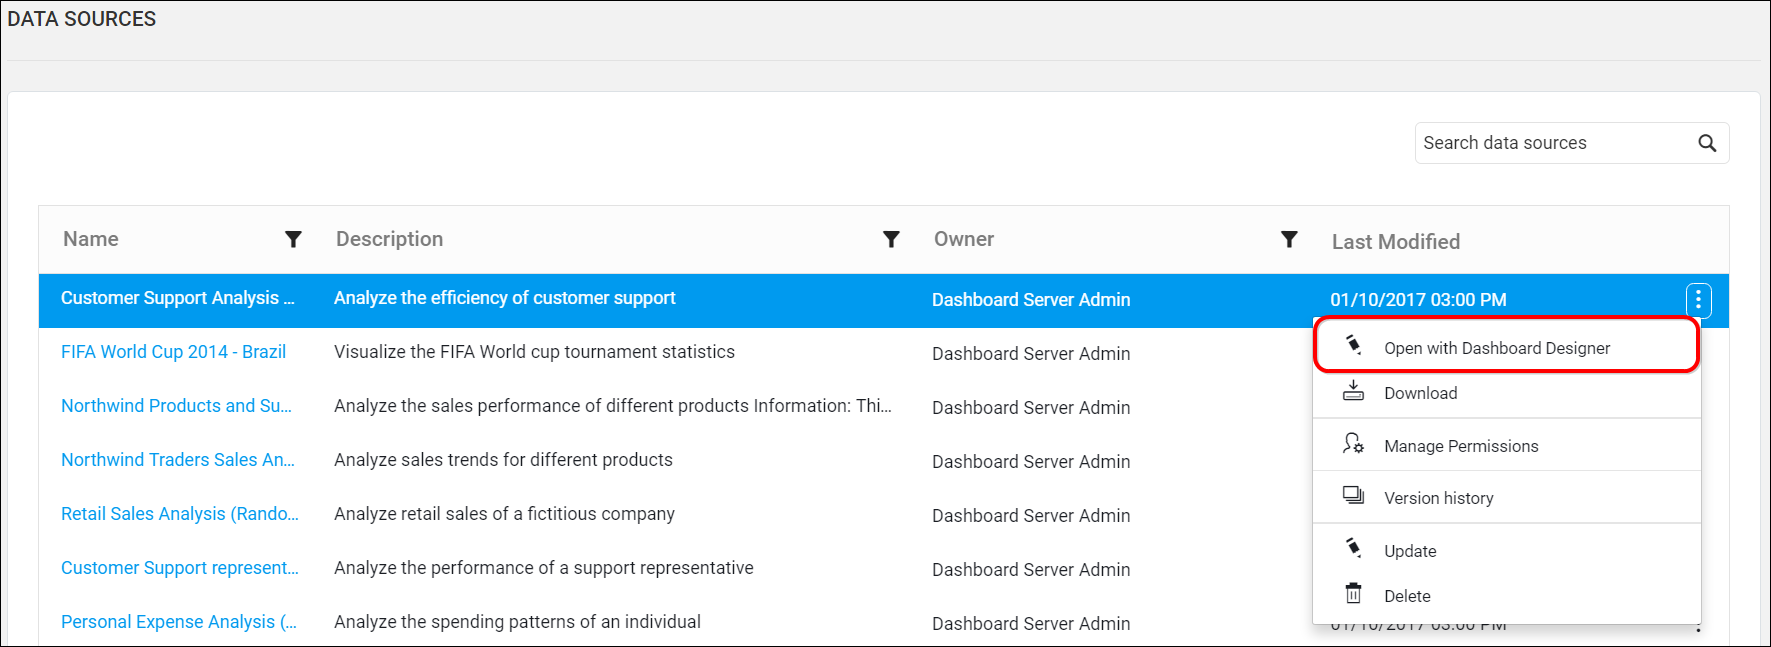 DATA SOURCES
Search data sources
Name Description Owner Last Modified
Customer Support Analysis ... Analyze the efficiency of customer support Dashboard Server Admin 01/10/2017 03:00 PM
FIFA World Cup 2014 - Brazil Visualize the FIFA World cup tournament statistics Dashboard Server Admin
Open with Dashboard Designer
Download
Northwind Products and Su... Analyze the sales performance of different products Information: Thi... Dashboard Server Admin
Manage Permissions
Northwind Traders Sales An... Analyze sales trends for different products Dashboard Server Admin
Version history
Retail Sales Analysis (Rando... Analyze retail sales of a fictitious company Dashboard Server Admin
Update
Customer Support represent... Analyze the performance of a support representative Dashboard Server Admin
Delete
Personal Expense Analysis (... Analyze the spending patterns of an individual Dashboard Server Admin 01/10/2017 03:00 PM